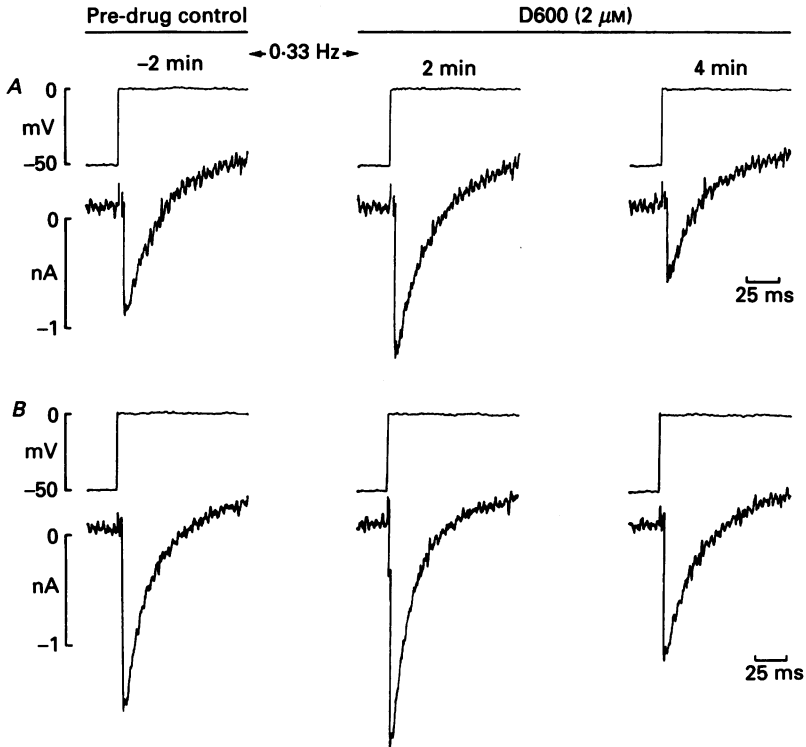 Pre-drug control
D600 (2 μM)
0·33 Hz
–2 min
2 min
4 min
A
0
mV
–50
0
nA
–1
25 ms
B
0
mV
–50
0
nA
–1
25 ms